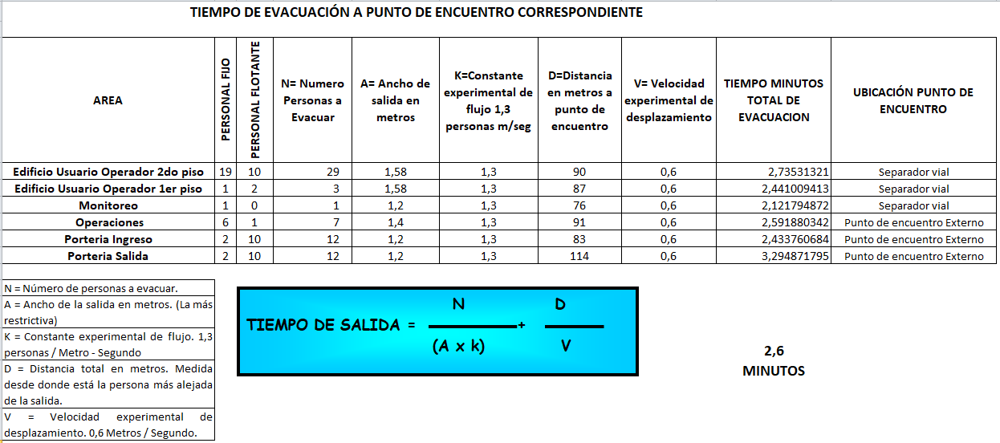 TIEMPO DE EVACUACIÓN A PUNTO DE ENCUENTRO CORRESPONDIENTE
AREA
PERSONAL FIJO
PERSONAL FLOTANTE
N= Numero
Personas a
Evacuar
A= Ancho de
salida en
metros
K=Constante
experimental de
flujo 1,3
personas m/seg
D=Distancia
en metros a
punto de
encuentro
V= Velocidad
experimental de
desplazamiento
TIEMPO MINUTOS
TOTAL DE
EVACUACION
UBICACIÓN PUNTO DE
ENCUENTRO
Edificio Usuario Operador 2do piso 19 10 29 1,58 1,3 90 0,6 2,73531321 Separador vial
Edificio Usuario Operador 1er piso 1 2 3 1,58 1,3 87 0,6 2,441009413 Separador vial
Monitoreo 1 0 1 1,2 1,3 76 0,6 2,121794872 Separador vial
Operaciones 6 1 7 1,4 1,3 91 0,6 2,591880342 Punto de encuentro Externo
Porteria Ingreso 2 10 12 1,2 1,3 83 0,6 2,433760684 Punto de encuentro Externo
Porteria Salida 2 10 12 1,2 1,3 114 0,6 3,294871795 Punto de encuentro Externo
N = Número de personas a evacuar.
A = Ancho de la salida en metros. (La más
restrictiva)
K = Constante experimental de flujo. 1,3
personas / Metro - Segundo
D = Distancia total en metros. Medida
desde donde está la persona más alejada
de la salida.
V = Velocidad experimental de
desplazamiento. 0,6 Metros / Segundo.
N D
TIEMPO DE SALIDA = +
(A x k) V
2,6
MINUTOS